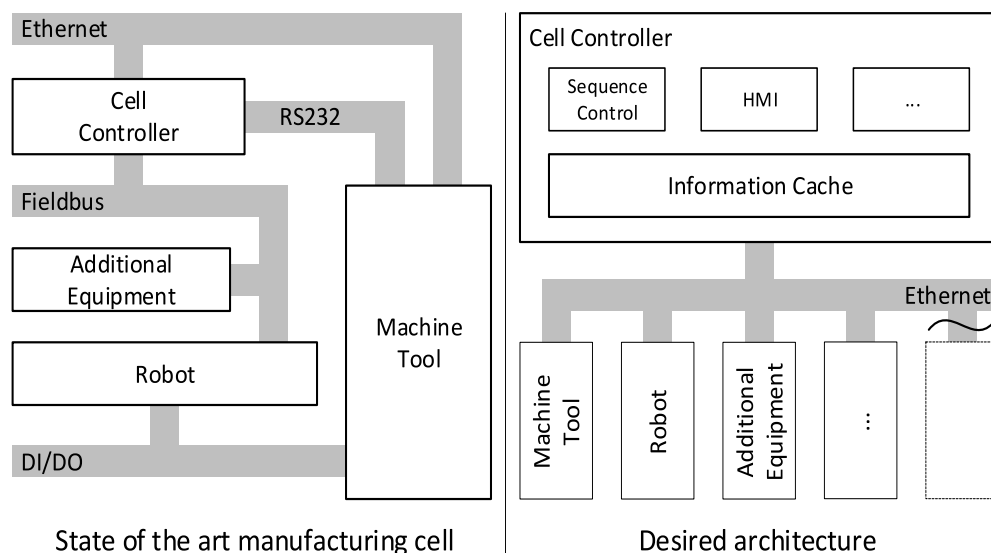 Ethernet
Cell
Controller
RS232
Fieldbus
Additional
Equipment
Machine
Tool
Robot
DI/DO
State of the art manufacturing cell
Cell Controller
Sequence
Control
HMI
...
Information Cache
Ethernet
Machine
Tool
Robot
Additional
Equipment
...
Desired architecture